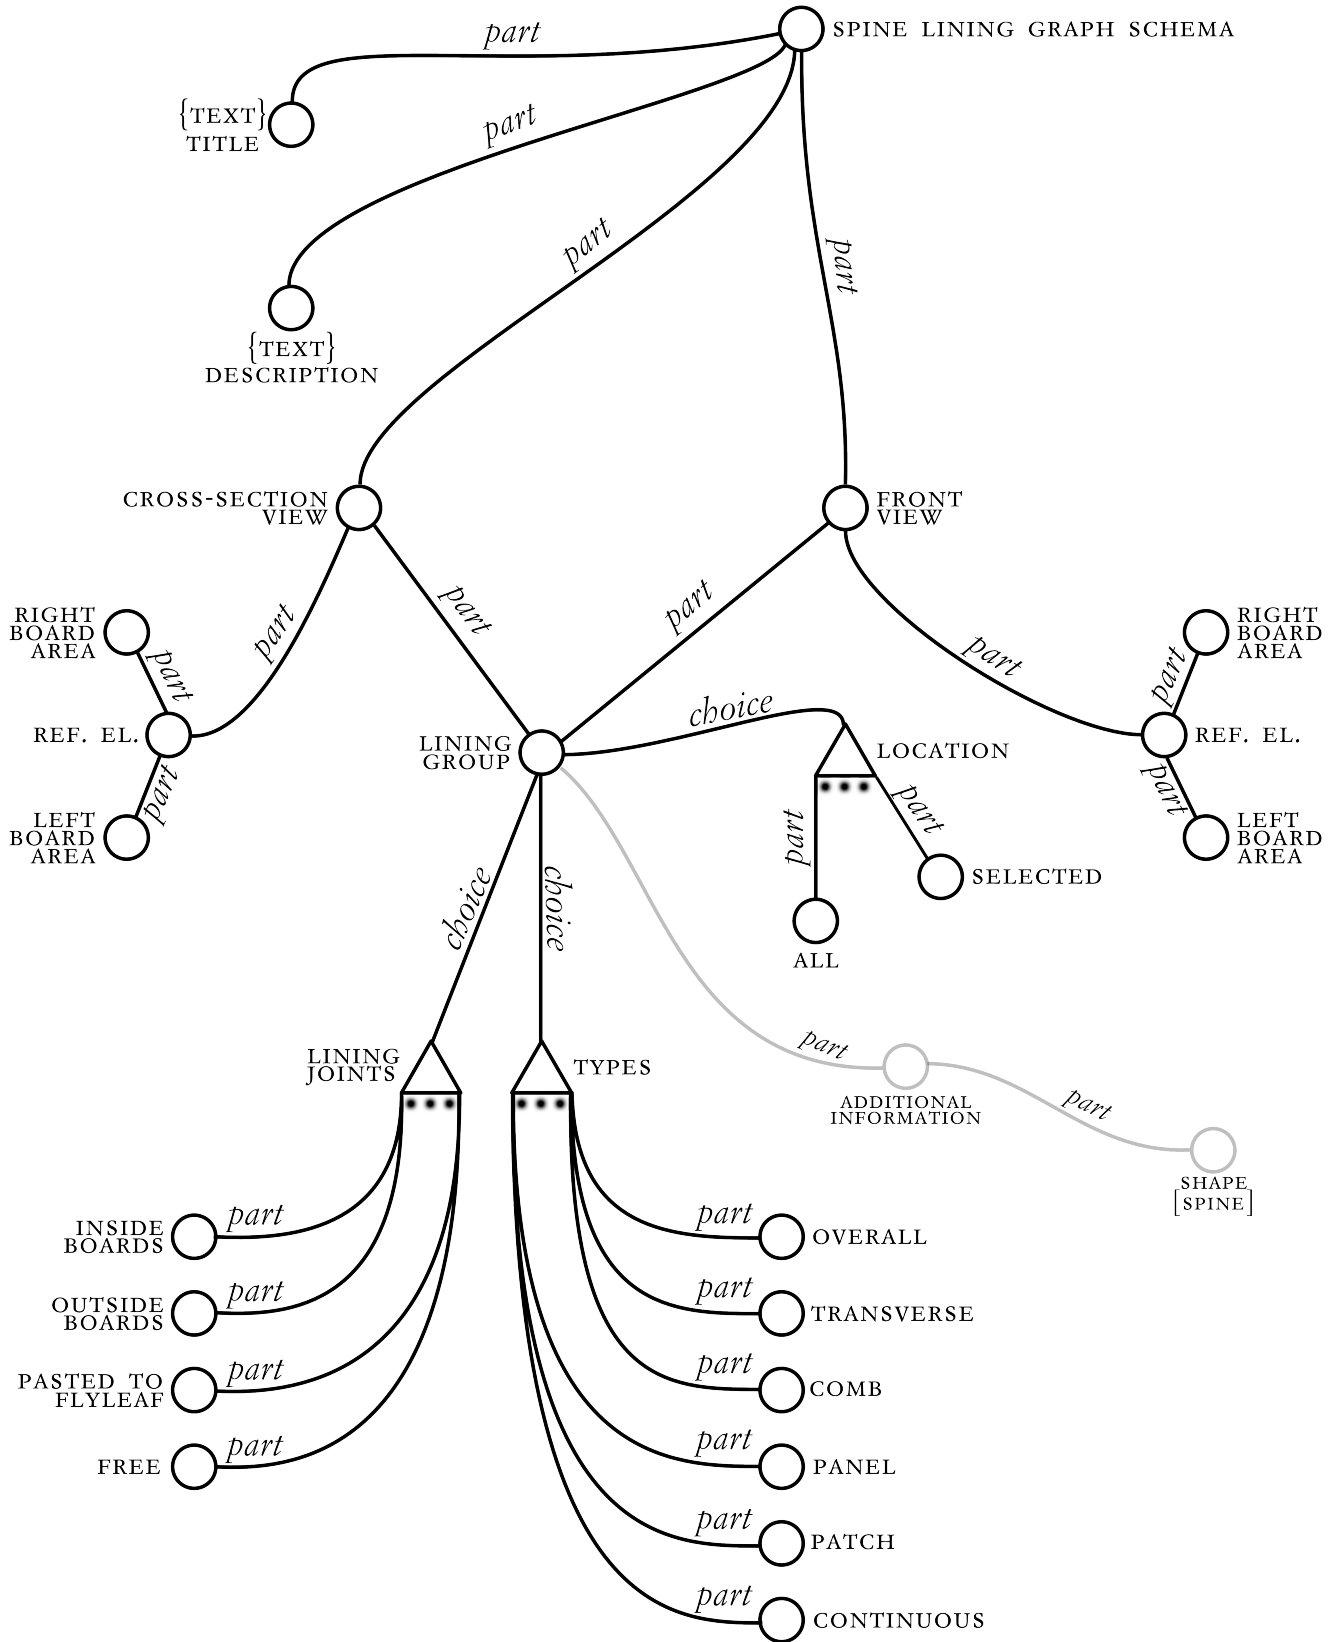 part
SPINE LINING GRAPH SCHEMA
{TEXT}
TITLE
part
part
part
{TEXT}
DESCRIPTION
CROSS-SECTION
VIEW
FRONT
VIEW
part
part
part
part
RIGHT
BOARD
AREA
part
REF. EL.
part
LEFT
BOARD
AREA
RIGHT
BOARD
AREA
part
REF. EL.
part
LEFT
BOARD
AREA
LINING
GROUP
choice
LOCATION
part
part
SELECTED
ALL
choice
choice
part
ADDITIONAL
INFORMATION
part
SHAPE
[SPINE]
LINING
JOINTS
TYPES
part
INSIDE
BOARDS
part
OUTSIDE
BOARDS
part
PASTED TO
FLYLEAF
part
FREE
part
OVERALL
part
TRANSVERSE
part
COMB
part
PANEL
part
PATCH
part
CONTINUOUS